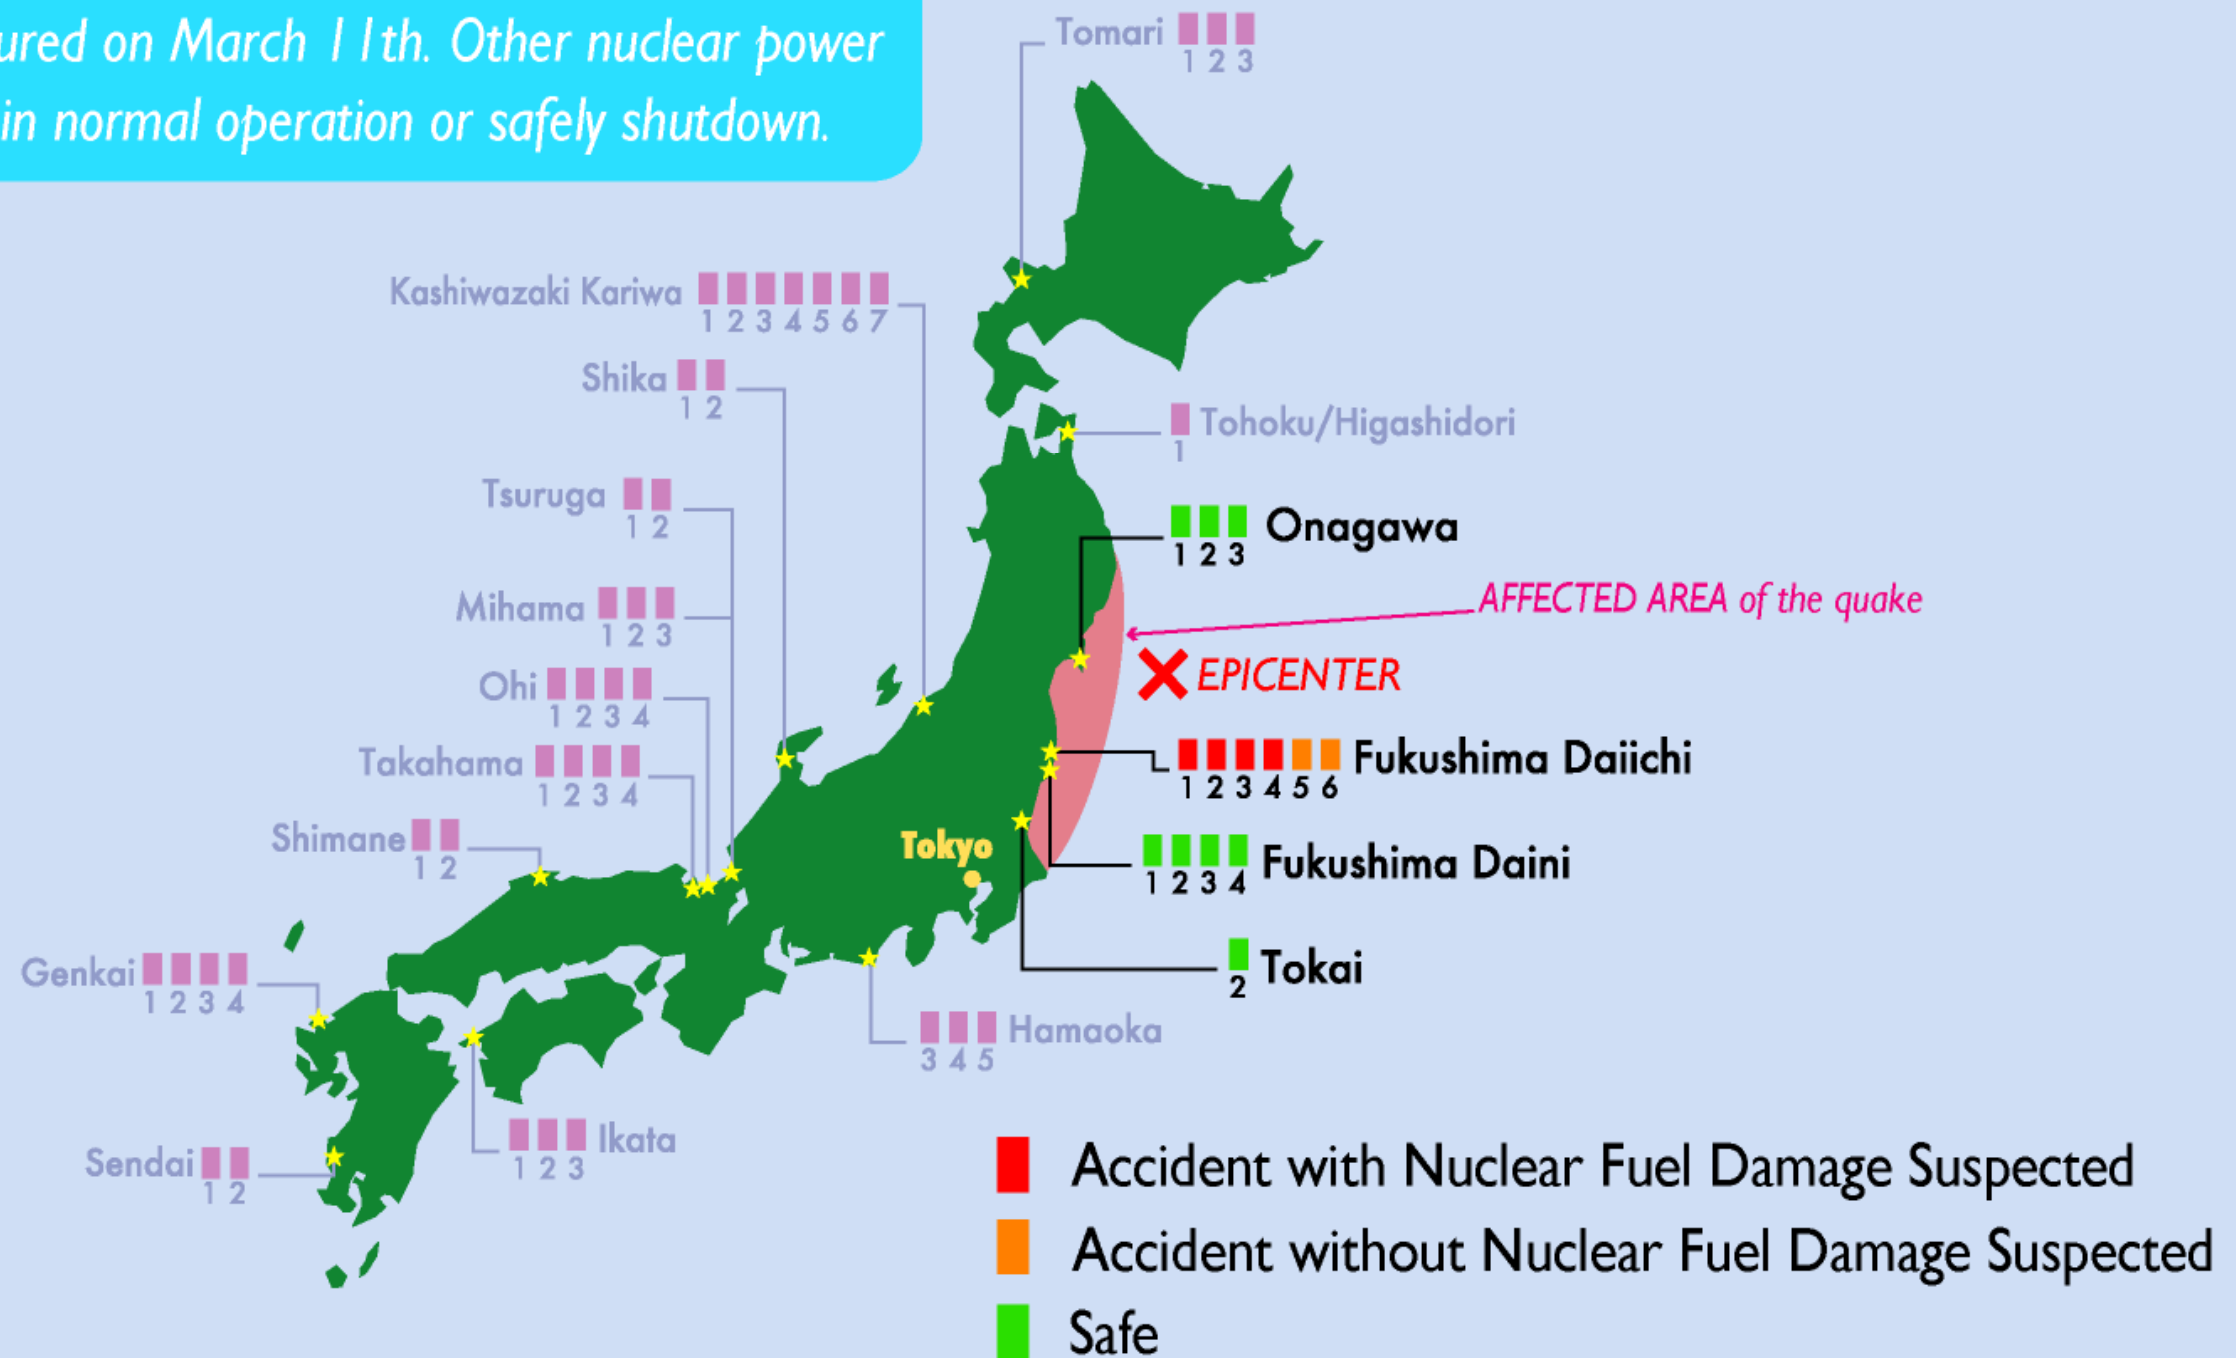 ured on March 11th. Other nuclear power
in normal operation or safely shutdown.
Tomari
1 2 3
Kashiwazaki Kariwa
1 2 3 4 5 6 7
Shika
1 2
Tohoku/Higashidori
1
Tsuruga
1 2
Onagawa
1 2 3
Mihama
1 2 3
AFFECTED AREA of the quake
EPICENTER
Ohi
1 2 3 4
Takahama
1 2 3 4
Fukushima Daiichi
1 2 3 4 5 6
Shimane
1 2
Tokyo
Fukushima Daini
1 2 3 4
Genkai
1 2 3 4
Tokai
2
Hamaoka
3 4 5
Ikata
1 2 3
Sendai
1 2
Accident with Nuclear Fuel Damage Suspected
Accident without Nuclear Fuel Damage Suspected
Safe